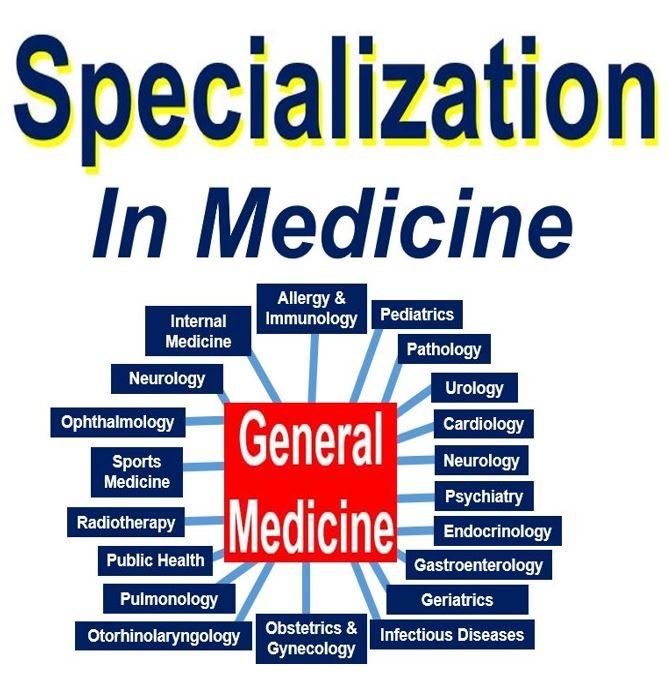 Specialization
In Medicine
Allergy &
Immunology
Pediatrics
Internal
Medicine
Pathology
Neurology
Urology
Ophthalmology
Cardiology
General
Medicine
Sports
Medicine
Neurology
Psychiatry
Radiotherapy
Endocrinology
Public Health
Gastroenterology
Pulmonology
Geriatrics
Otorhinolaryngology
Obstetrics &
Gynecology
Infectious Diseases